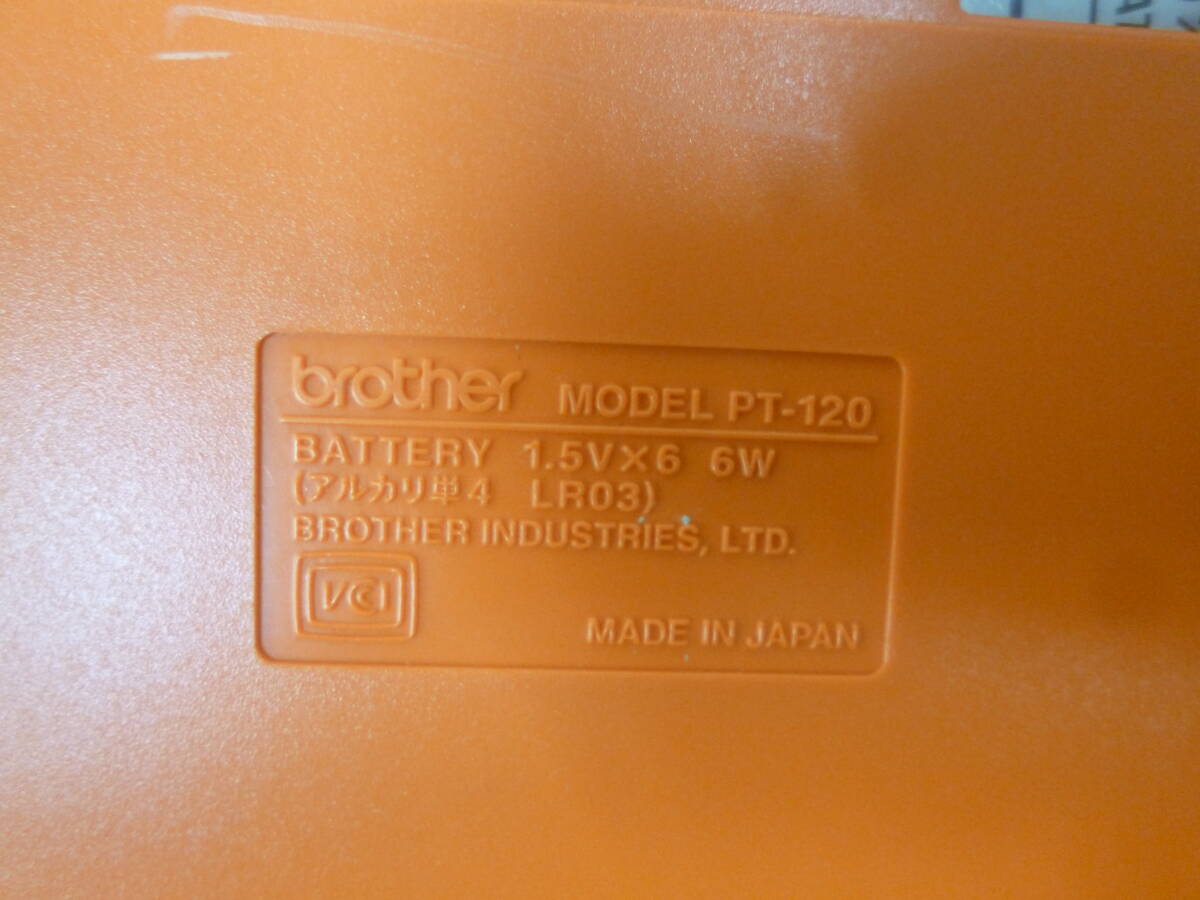 brother MODEL PT-120
BATTERY 1.5V×6 6W
(アルカリ単4 LR03)
BROTHER INDUSTRIES, LTD.
VCI
MADE IN JAPAN